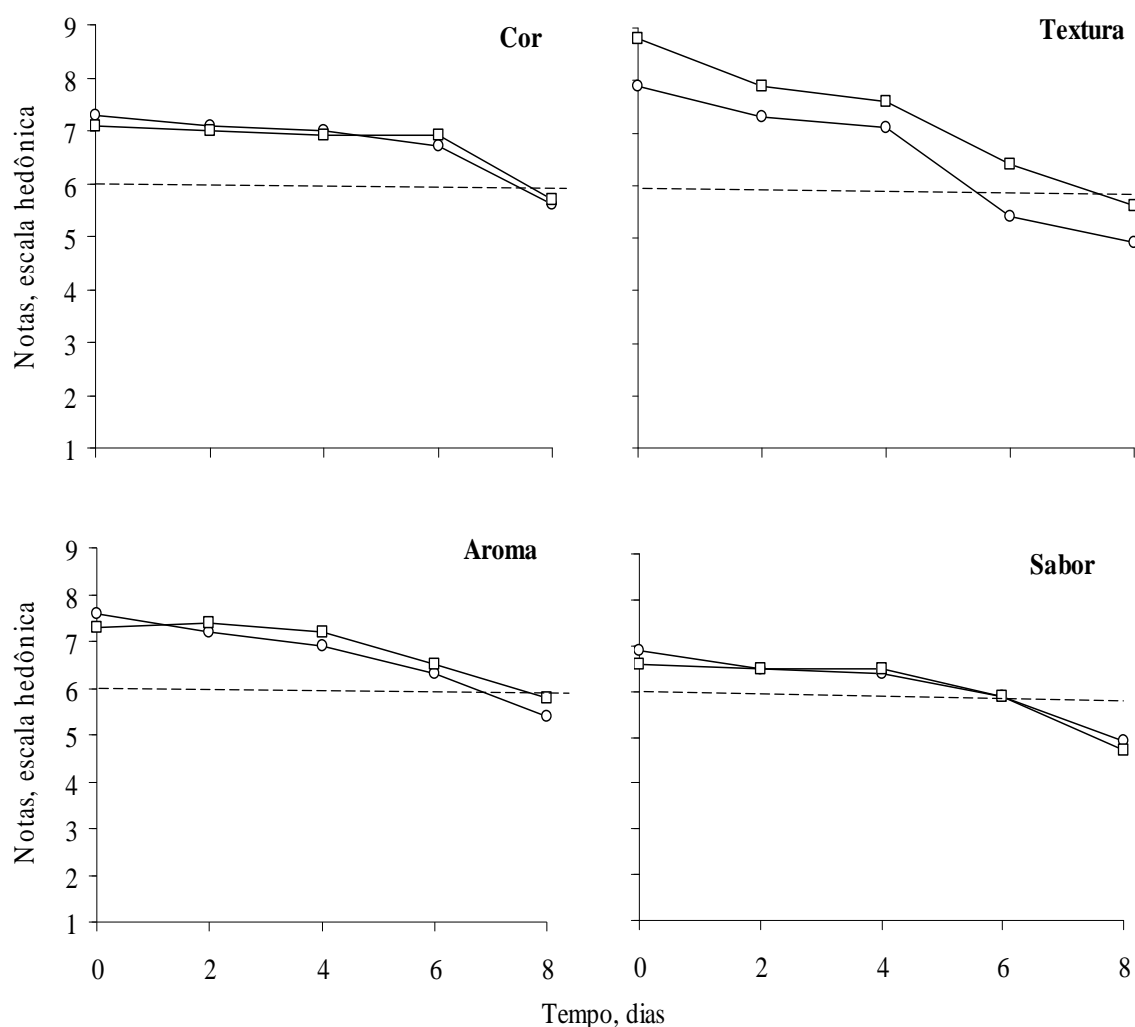 Cor
Textura
Notas, escala hedônica
9
8
7
6
5
4
3
2
1
Aroma
Sabor
Notas, escala hedônica
9
8
7
6
5
4
3
2
1
0 2 4 6 8
0 2 4 6 8
Tempo, dias